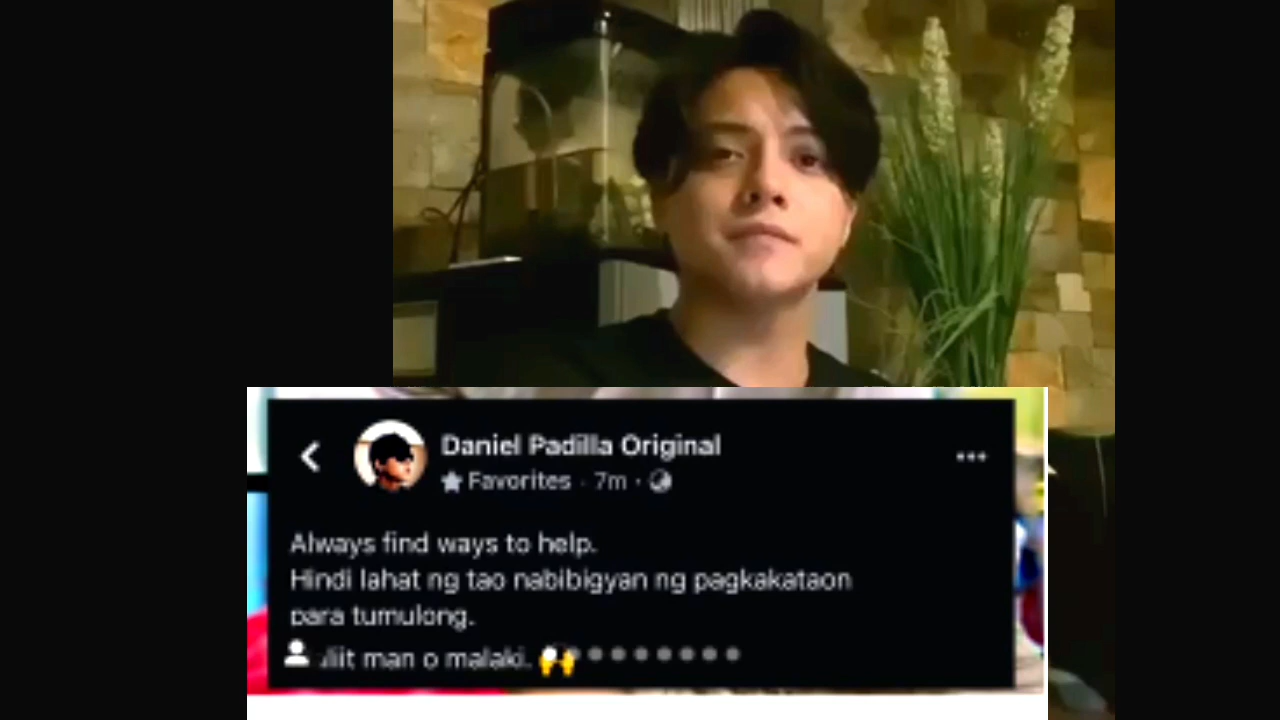 Daniel Padilla Original
Favorites · 7m ·
Always find ways to help.
Hindi lahat ng tao nabibigyan ng pagkakataon
para tumulong.
man o malaki. 🙌